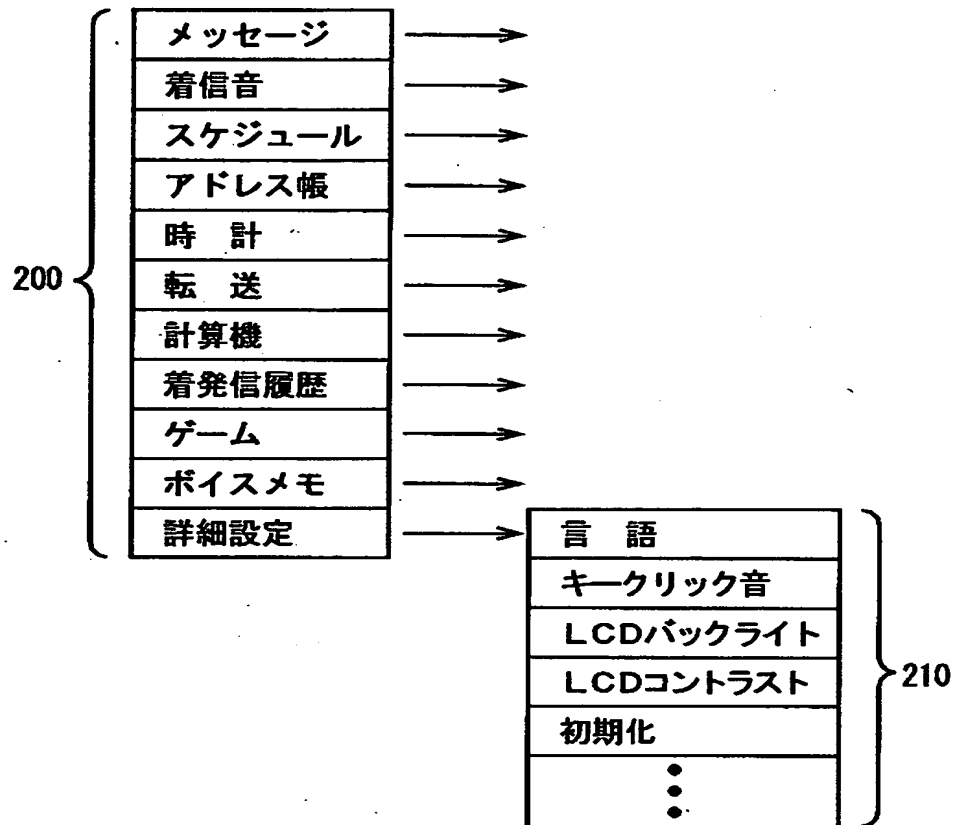 メッセージ
着信音
スケジュール
アドレス帳
時 計
200
転 送
計算機
着発信履歴
ゲーム
ボイスメモ
詳細設定
言 語
キークリック音
LCDバックライト
LCDコントラスト
210
初期化